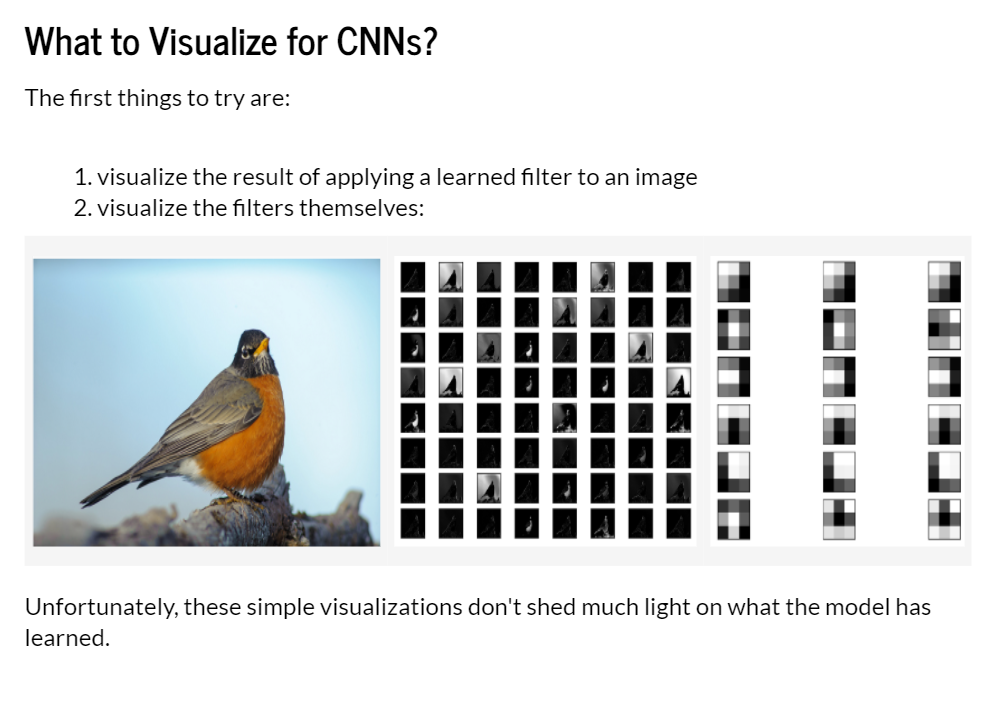 What to Visualize for CNNs?
The first things to try are:
1. visualize the result of applying a learned filter to an image
2. visualize the filters themselves:
Unfortunately, these simple visualizations don't shed much light on what the model has
learned.